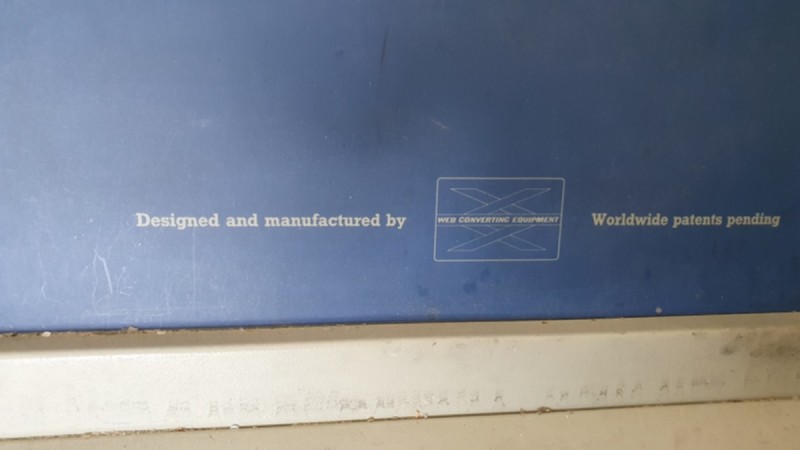 Designed and manufactured by
WEB CONVERTING EQUIPMENT
Worldwide patents pending